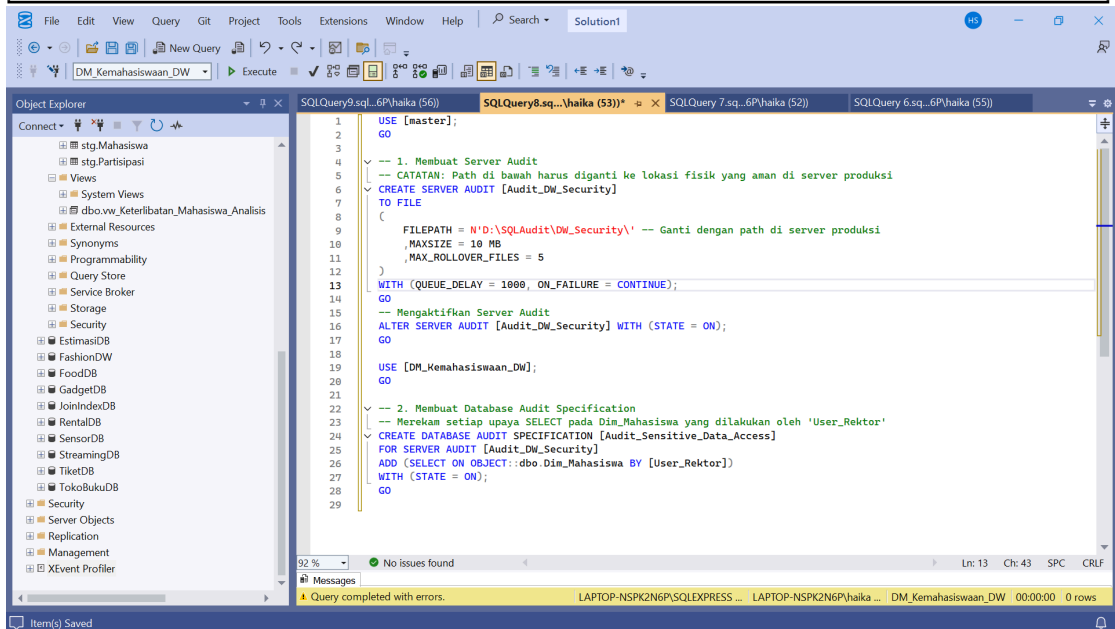 File Edit View Query Git Project Tools Extensions Window Help Search Solution1 HS
New Query
DM_Kemahasiswaan_DW Execute
Object Explorer
Connect
stg.Mahasiswa
stg.Partisipasi
Views
System Views
dbo.vw_Keterlibatan_Mahasiswa_Analisis
External Resources
Synonyms
Programmability
Query Store
Service Broker
Storage
Security
EstimasiDB
FashionDW
FoodDB
GadgetDB
JoinIndexDB
RentalDB
SensorDB
StreamingDB
TiketDB
TokoBukuDB
Security
Server Objects
Replication
Management
XEvent Profiler
SQLQuery9.sql...6P\haika (56)) SQLQuery8.sq...\haika (53))* SQLQuery 7.sq...6P\haika (52)) SQLQuery 6.sq...6P\haika (55))
1 USE [master];
2 GO
3
4 -- 1. Membuat Server Audit
5 -- CATATAN: Path di bawah harus diganti ke lokasi fisik yang aman di server produksi
6 CREATE SERVER AUDIT [Audit_DW_Security]
7 TO FILE
8 (
9 FILEPATH = N'D:\SQLAudit\DW_Security\' -- Ganti dengan path di server produksi
10 ,MAXSIZE = 10 MB
11 ,MAX_ROLLOVER_FILES = 5
12 )
13 WITH (QUEUE_DELAY = 1000, ON_FAILURE = CONTINUE);
14 GO
15 -- Mengaktifkan Server Audit
16 ALTER SERVER AUDIT [Audit_DW_Security] WITH (STATE = ON);
17 GO
18
19 USE [DM_Kemahasiswaan_DW];
20 GO
21
22 -- 2. Membuat Database Audit Specification
23 -- Merekam setiap upaya SELECT pada Dim_Mahasiswa yang dilakukan oleh 'User_Rektor'
24 CREATE DATABASE AUDIT SPECIFICATION [Audit_Sensitive_Data_Access]
25 FOR SERVER AUDIT [Audit_DW_Security]
26 ADD (SELECT ON OBJECT::dbo.Dim_Mahasiswa BY [User_Rektor])
27 WITH (STATE = ON);
28 GO
29
92 % No issues found Ln: 13 Ch: 43 SPC CRLF
Messages
Query completed with errors. LAPTOP-NSPK2N6P\SQLEXPRESS ... LAPTOP-NSPK2N6P\haika ... DM_Kemahasiswaan_DW 00:00:00 0 rows
Item(s) Saved